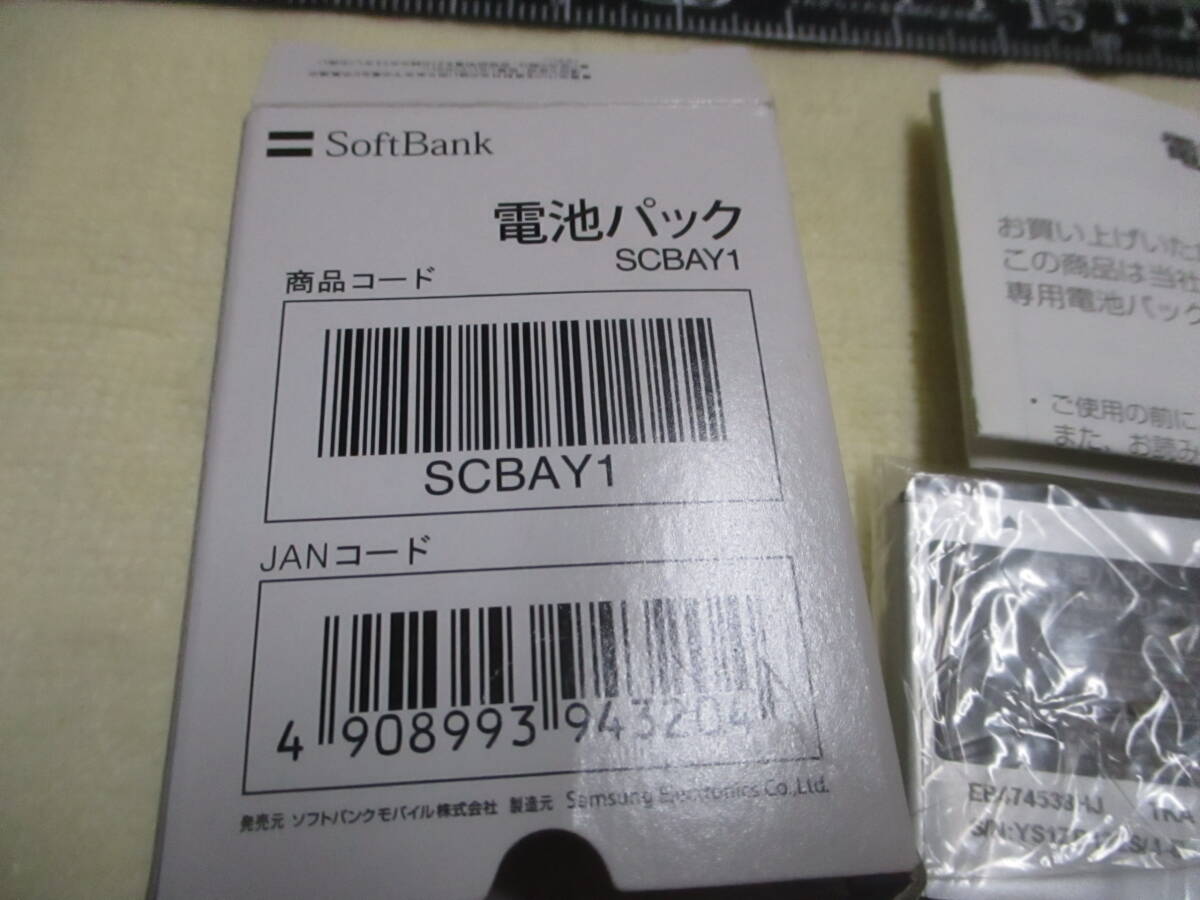 SoftBank
電池パック
SCBAY1
商品コード
SCBAY1
JANコード
4 908993 943204
発売元 ソフトバンクモバイル株式会社 製造元 Samsung Electronics Co.,Ltd.
15
電
お買い上げいた
この商品は当社
専用電池パック
・ご使用の前に
また、お読み